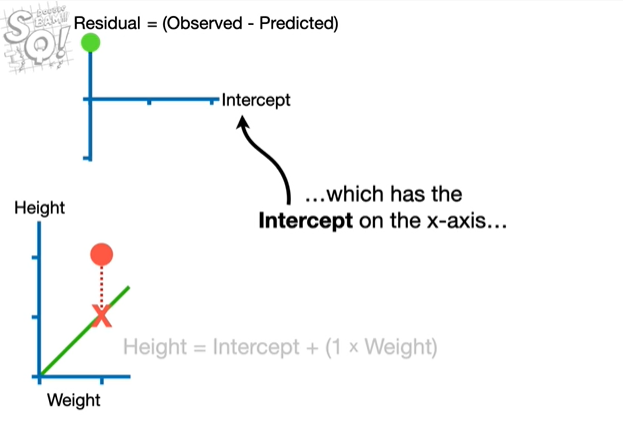 Residual = (Observed - Predicted)
Intercept
...which has the
Intercept on the x-axis...
Height
Height = Intercept + (1 × Weight)
Weight